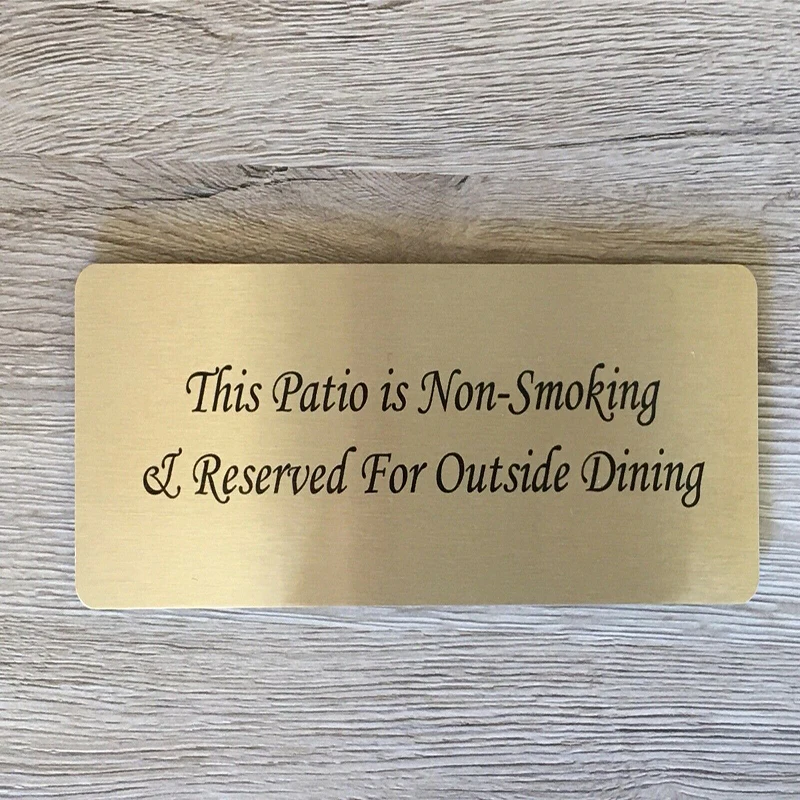 This Patio is Non-Smoking
& Reserved For Outside Dining